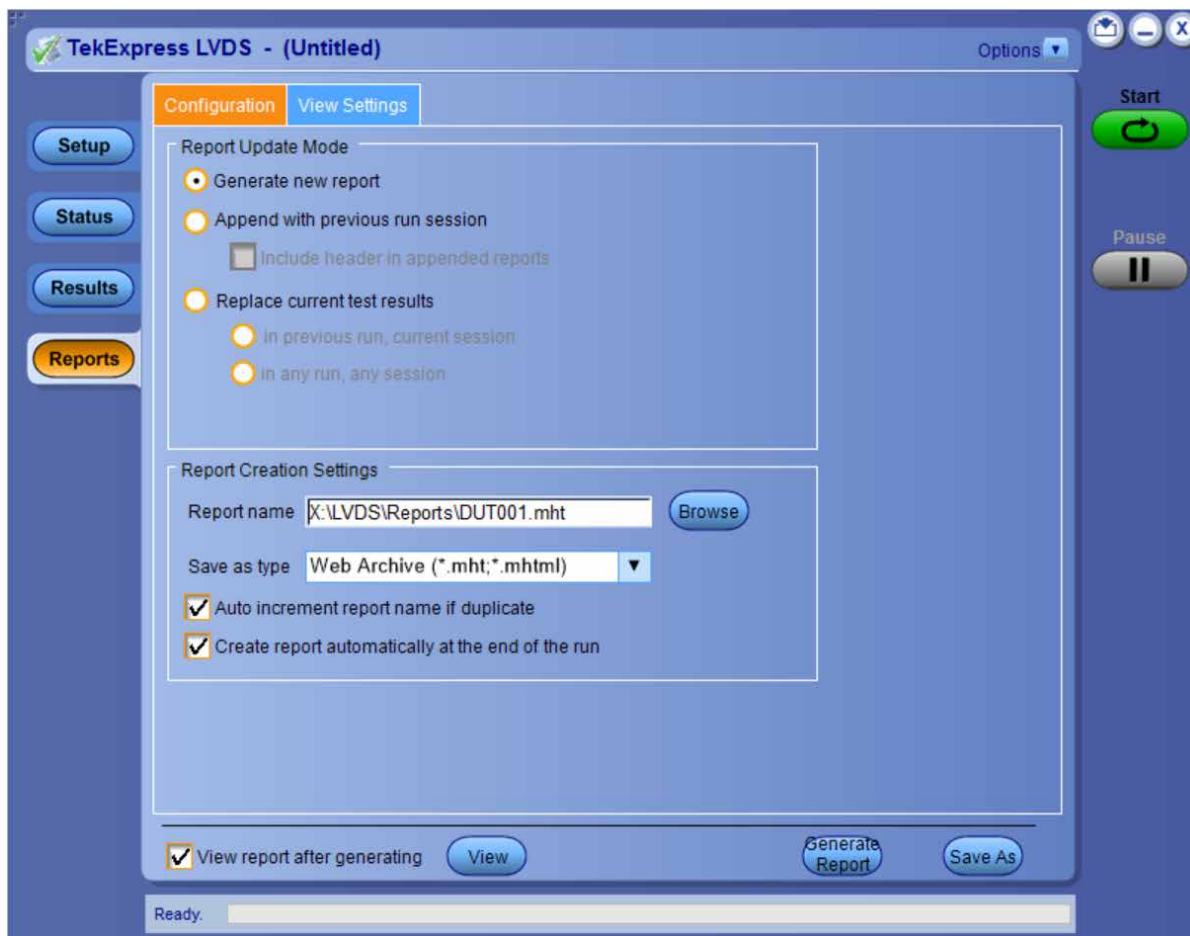 TekExpress LVDS - (Untitled)
Options
X
Start
Pause
Setup
Status
Results
Reports
Configuration
View Settings
Report Update Mode
Generate new report
Append with previous run session
Include header in appended reports
Replace current test results
In previous run, current session
in any run, any session
Report Creation Settings
Report name
X:\LVDS\Reports\DUT001.mht
Browse
Save as type
Web Archive (*.mht;*.mhtml)
Auto increment report name if duplicate
Create report automatically at the end of the run
View report after generating
View
Generate
Report
Save As
Ready.